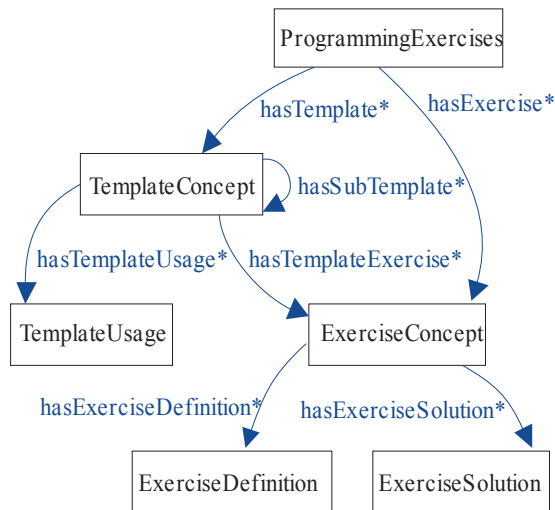 ProgrammingExercises
hasTemplate*
hasExercise*
TemplateConcept
hasSubTemplate*
hasTemplateUsage*
hasTemplateExercise*
TemplateUsage
ExerciseConcept
hasExerciseDefinition*
hasExerciseSolution*
ExerciseDefinition
ExerciseSolution